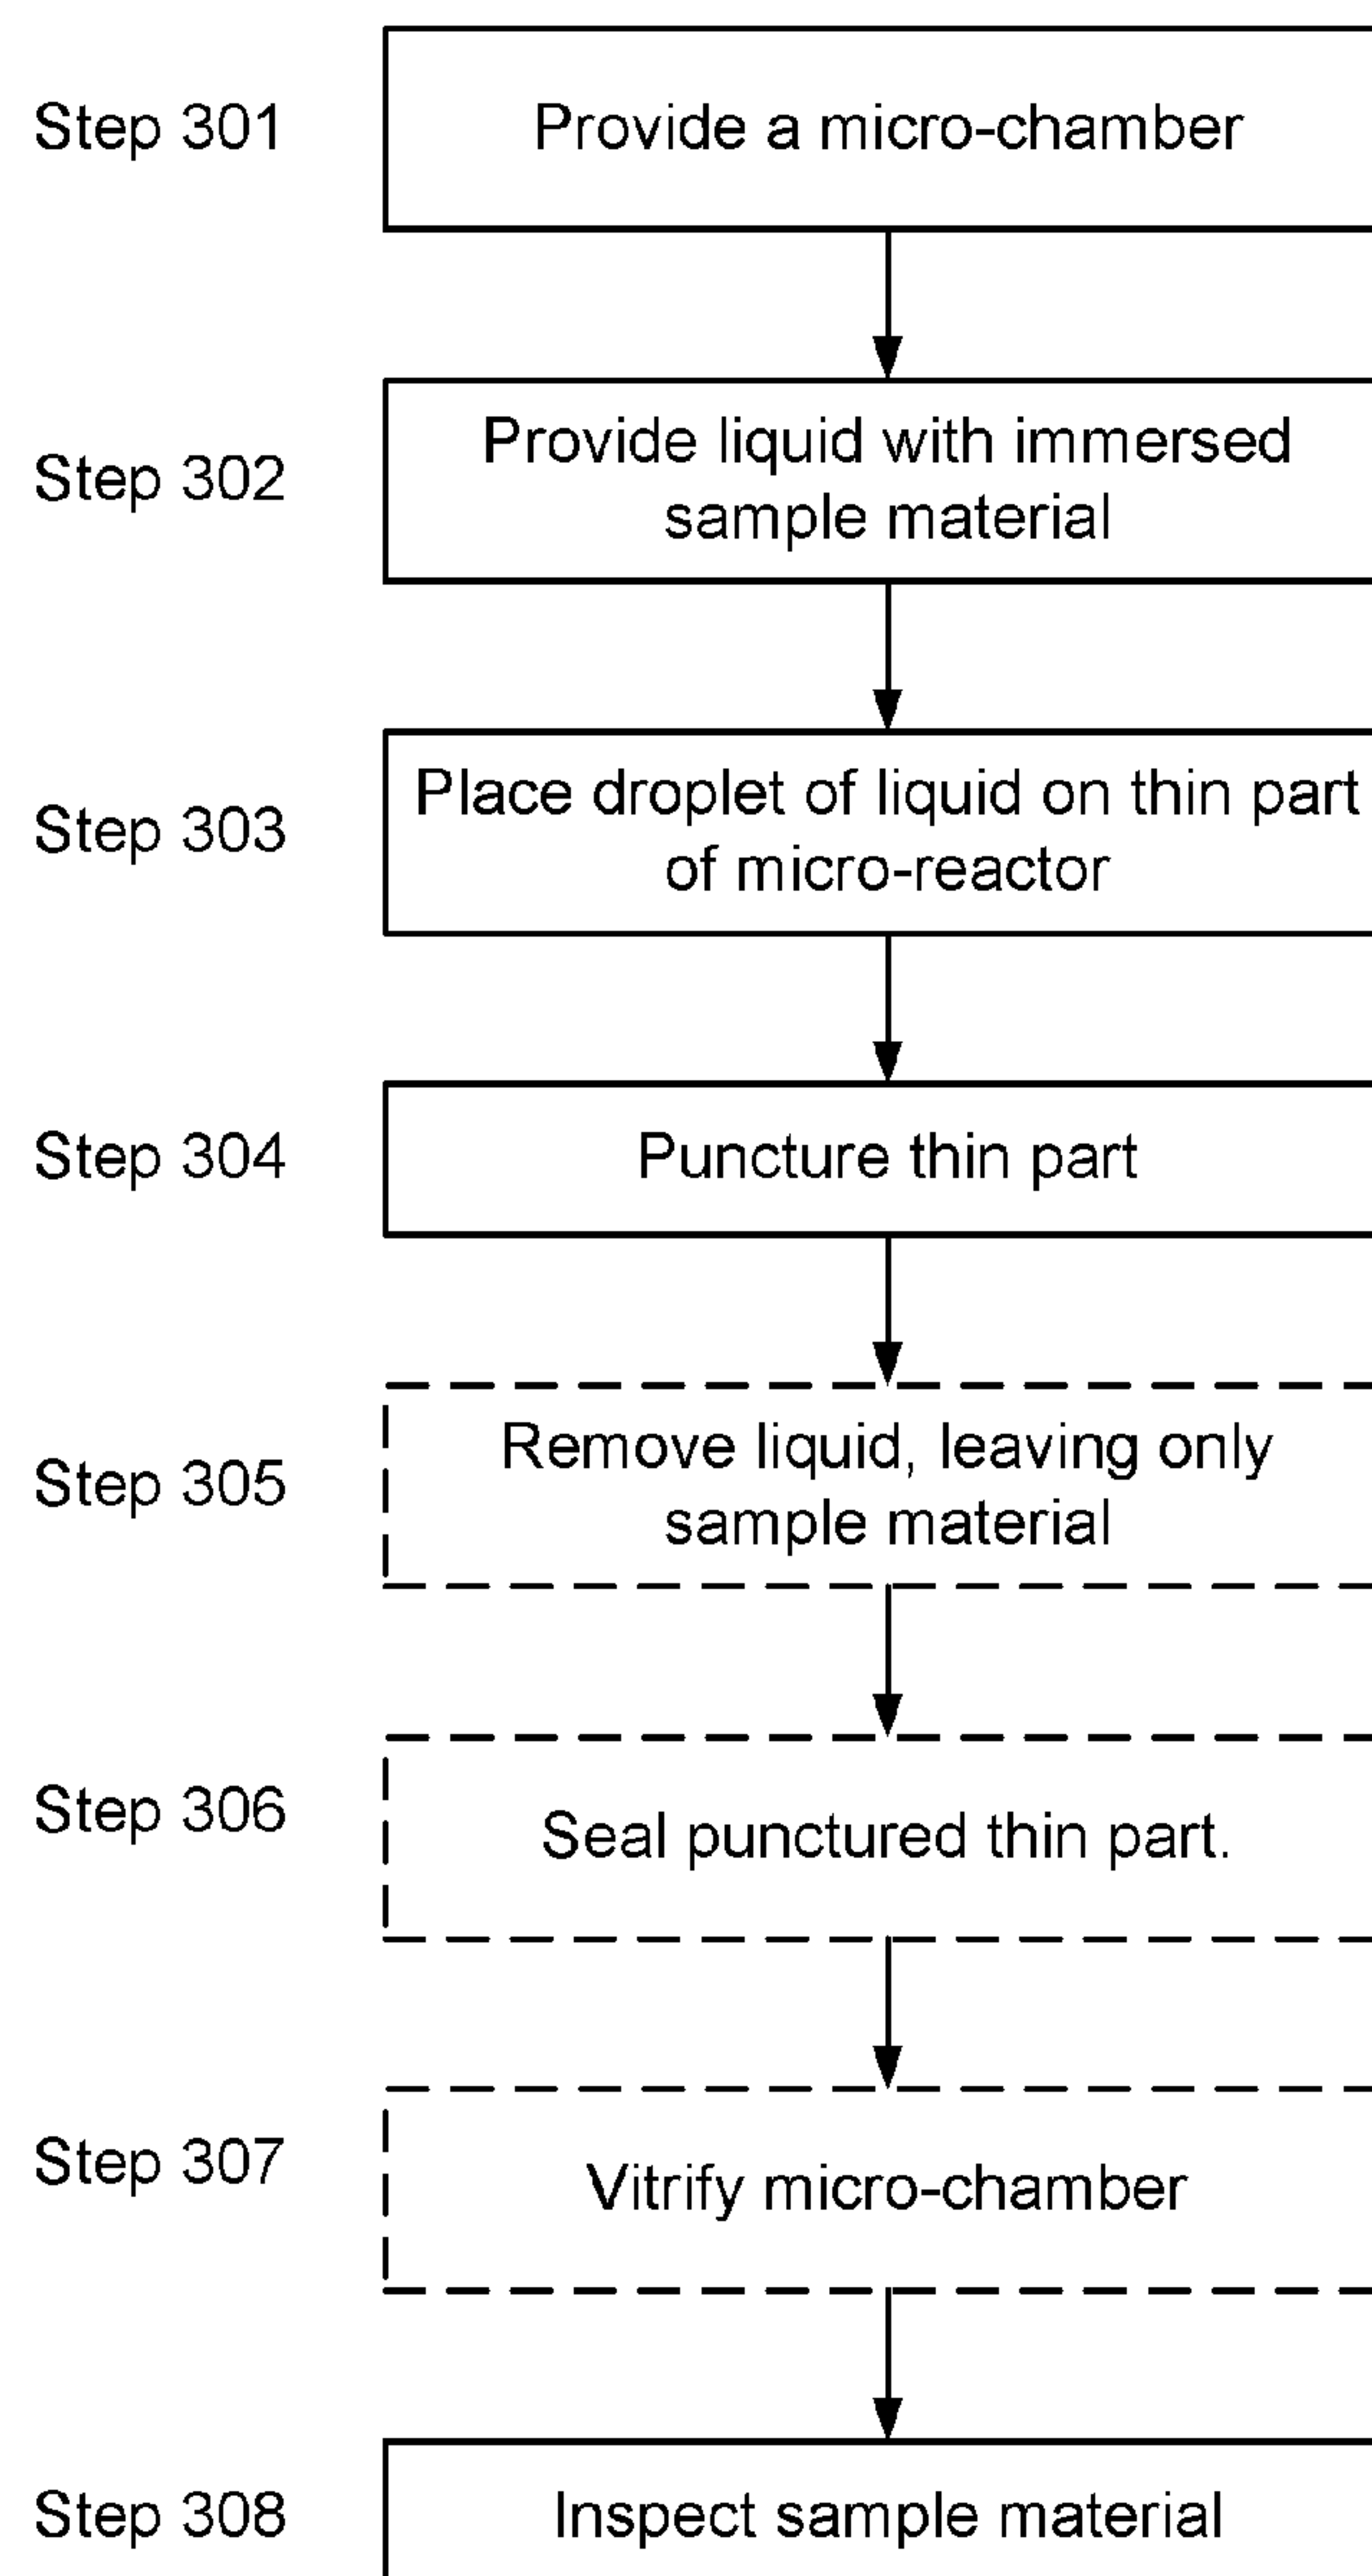 Step 301
Provide a micro-chamber
Step 302
Provide liquid with immersed
sample material
Step 303
Place droplet of liquid on thin part
of micro-reactor
Step 304
Puncture thin part
Step 305
Remove liquid, leaving only
sample material
Step 306
Seal punctured thin part.
Step 307
Vitrify micro-chamber
Step 308
Inspect sample material